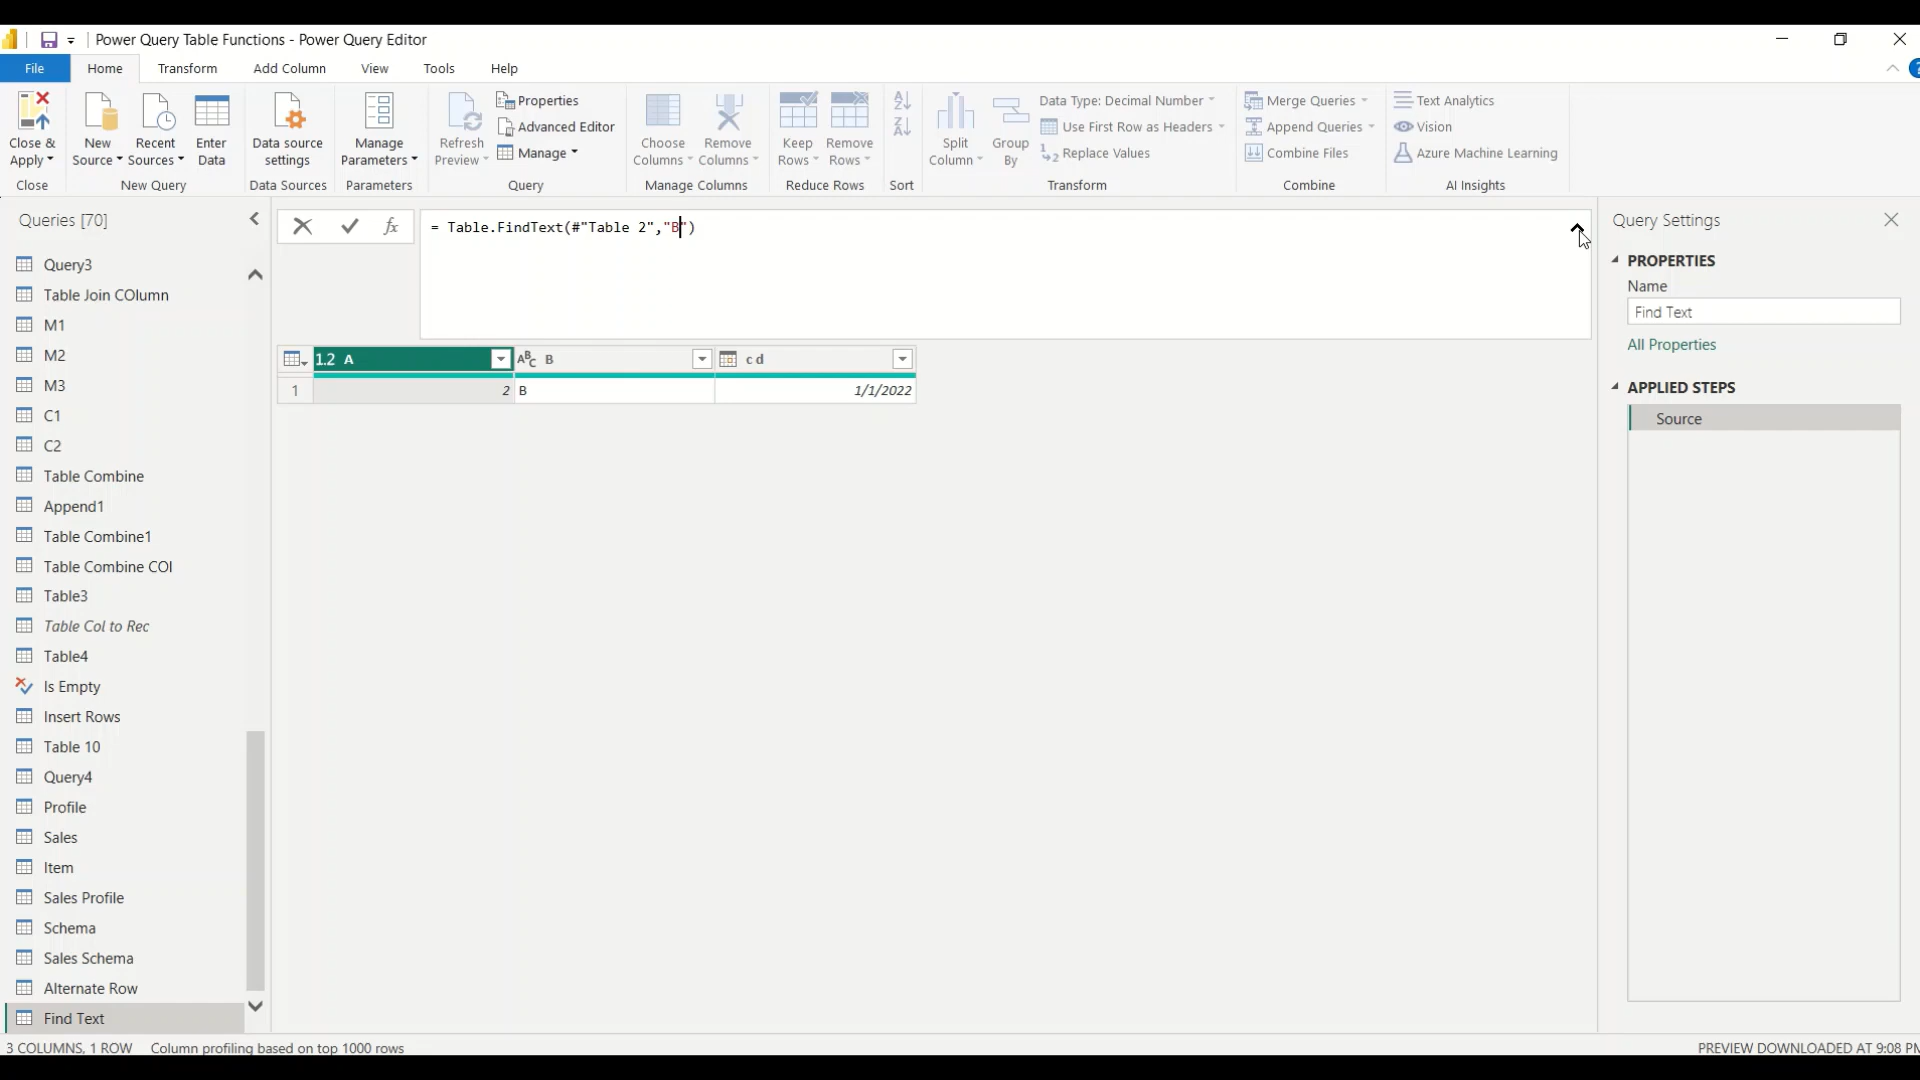 Power Query Table Functions - Power Query Editor
File Home Transform Add Column View Tools Help
Close & Apply
New Source
Recent Sources
Enter Data
Data source settings
Manage Parameters
Refresh Preview
Properties
Advanced Editor
Manage
Choose Columns
Remove Columns
Keep Rows
Remove Rows
Split Column
Group By
Data Type: Decimal Number
Use First Row as Headers
Replace Values
Merge Queries
Append Queries
Combine Files
Text Analytics
Vision
Azure Machine Learning
Close New Query Data Sources Parameters Query Manage Columns Reduce Rows Sort Transform Combine AI Insights
Queries [70]
Query3
Table Join COlumn
M1
M2
M3
C1
C2
Table Combine
Append1
Table Combine1
Table Combine COl
Table3
Table Col to Rec
Table4
Is Empty
Insert Rows
Table 10
Query4
Profile
Sales
Item
Sales Profile
Schema
Sales Schema
Alternate Row
Find Text
fx = Table.FindText(#"Table 2","B")
1.2 A ABC B c d
1 2 B 1/1/2022
Query Settings
PROPERTIES
Name
Find Text
All Properties
APPLIED STEPS
Source
3 COLUMNS, 1 ROW Column profiling based on top 1000 rows
PREVIEW DOWNLOADED AT 9:08 PM